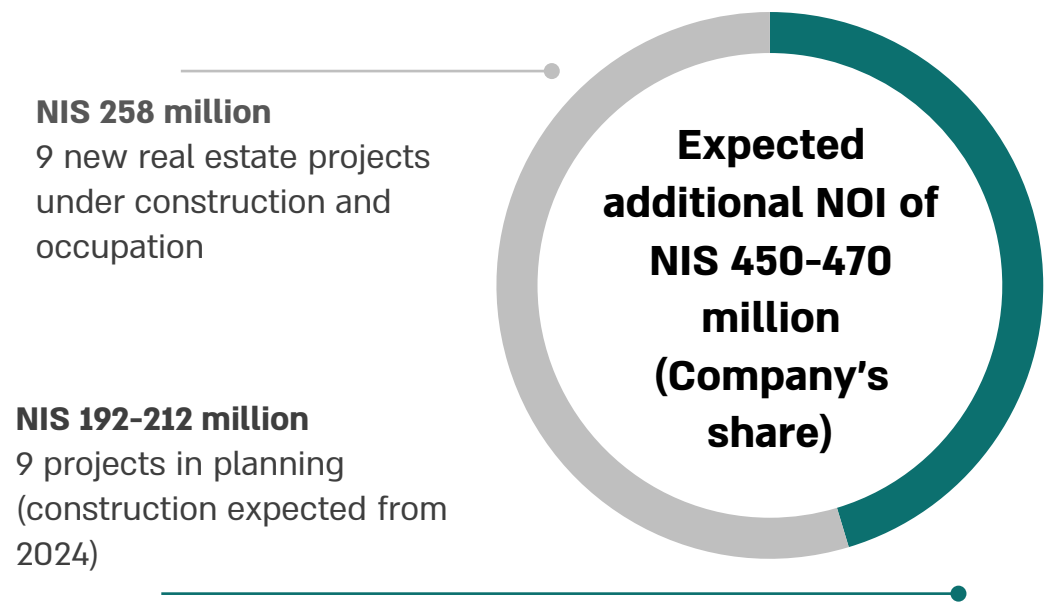 NIS 258 million
9 new real estate projects
under construction and
occupation
NIS 192-212 million
9 projects in planning
(construction expected from
2024)
Expected
additional NOI of
NIS 450-470
million
(Company's
share)